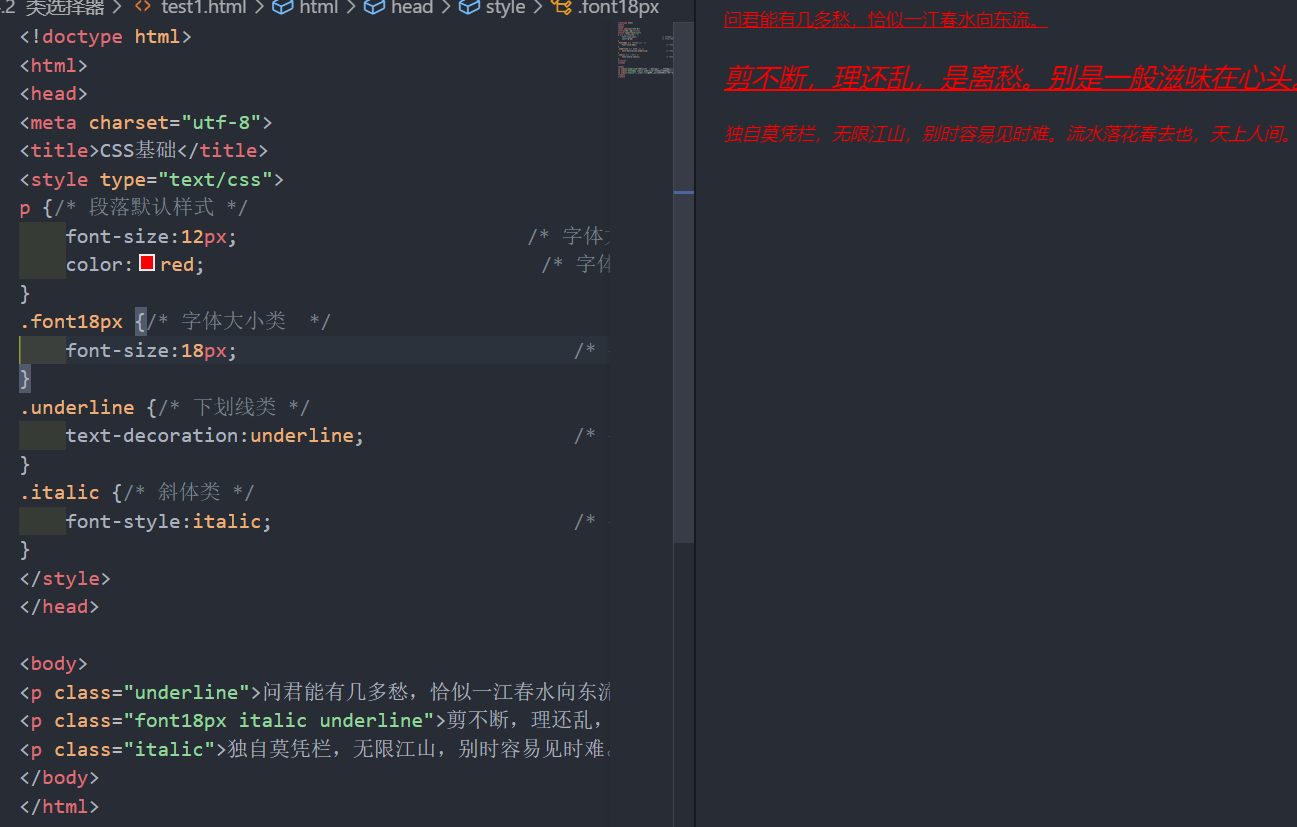 .2 类选择器 > <> test1.html > html > head > style > .font18px
<!doctype html>
<html>
<head>
<meta charset="utf-8">
<title>CSS基础</title>
<style type="text/css">
p {/* 段落默认样式 */
font-size:12px; /* 字体
color: red; /* 字体
}
.font18px {/* 字体大小类 */
font-size:18px; /*
}
.underline {/* 下划线类 */
text-decoration:underline; /*
}
.italic {/* 斜体类 */
font-style:italic; /*
}
</style>
</head>
<body>
<p class="underline">问君能有几多愁，恰似一江春水向东流
<p class="font18px italic underline">剪不断，理还乱，
<p class="italic">独自莫凭栏，无限江山，别时容易见时难。
</body>
</html>
问君能有几多愁，恰似一江春水向东流。
剪不断，理还乱，是离愁。别是一般滋味在心头。
独自莫凭栏，无限江山，别时容易见时难。流水落花春去也，天上人间。